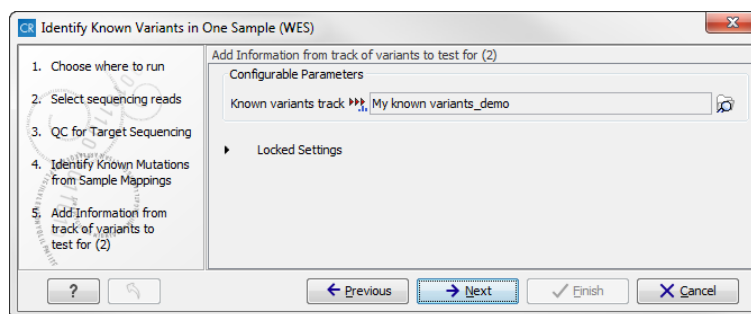 CR Identify Known Variants in One Sample (WES)
1. Choose where to run
2. Select sequencing reads
3. QC for Target Sequencing
4. Identify Known Mutations
from Sample Mappings
5. Add Information from
track of variants to
test for (2)
Add Information from track of variants to test for (2)
Configurable Parameters
Known variants track My known variants_demo
Locked Settings
? Previous Next Finish Cancel